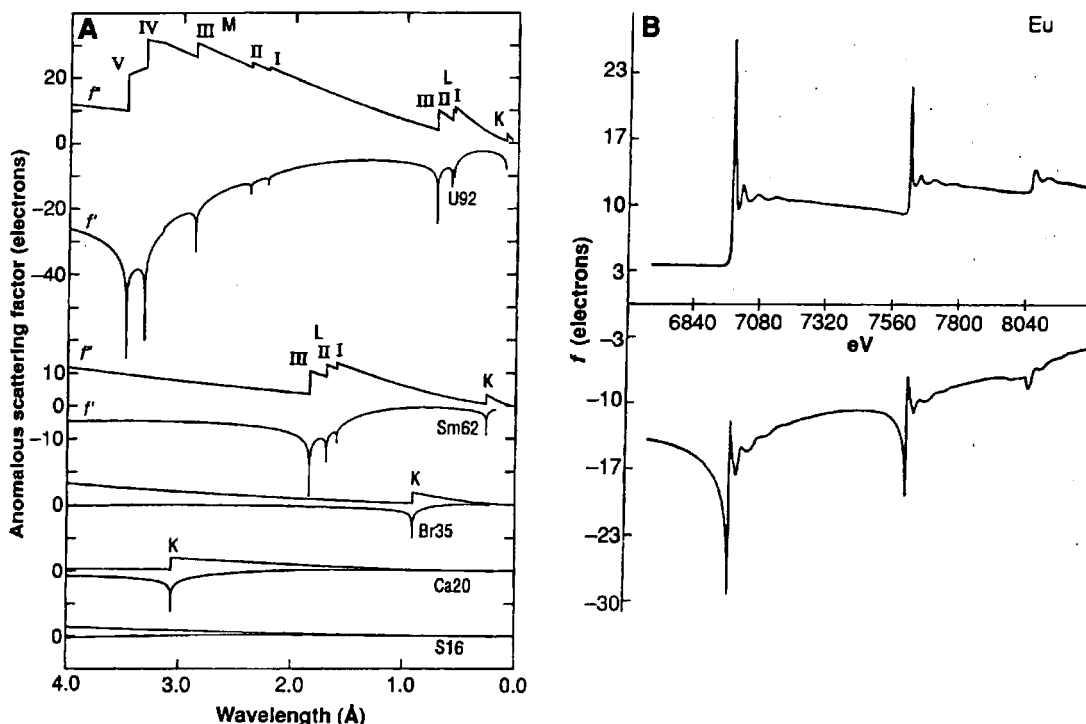 A
IV
III M
V
II I
L
III II I
K
20
f"
0
U92
f'
-20
-40
L
III II I
f"
10
K
0
f'
Sm62
-10
K
0
Br35
K
0
Ca20
0
S16
4.0 3.0 2.0 1.0 0.0
Wavelength (Å)
Anomalous scattering factor (electrons)
B
Eu
23
17
10
3
6840 7080 7320 7560 7800 8040
eV
-3
-10
-17
-23
-30
f (electrons)